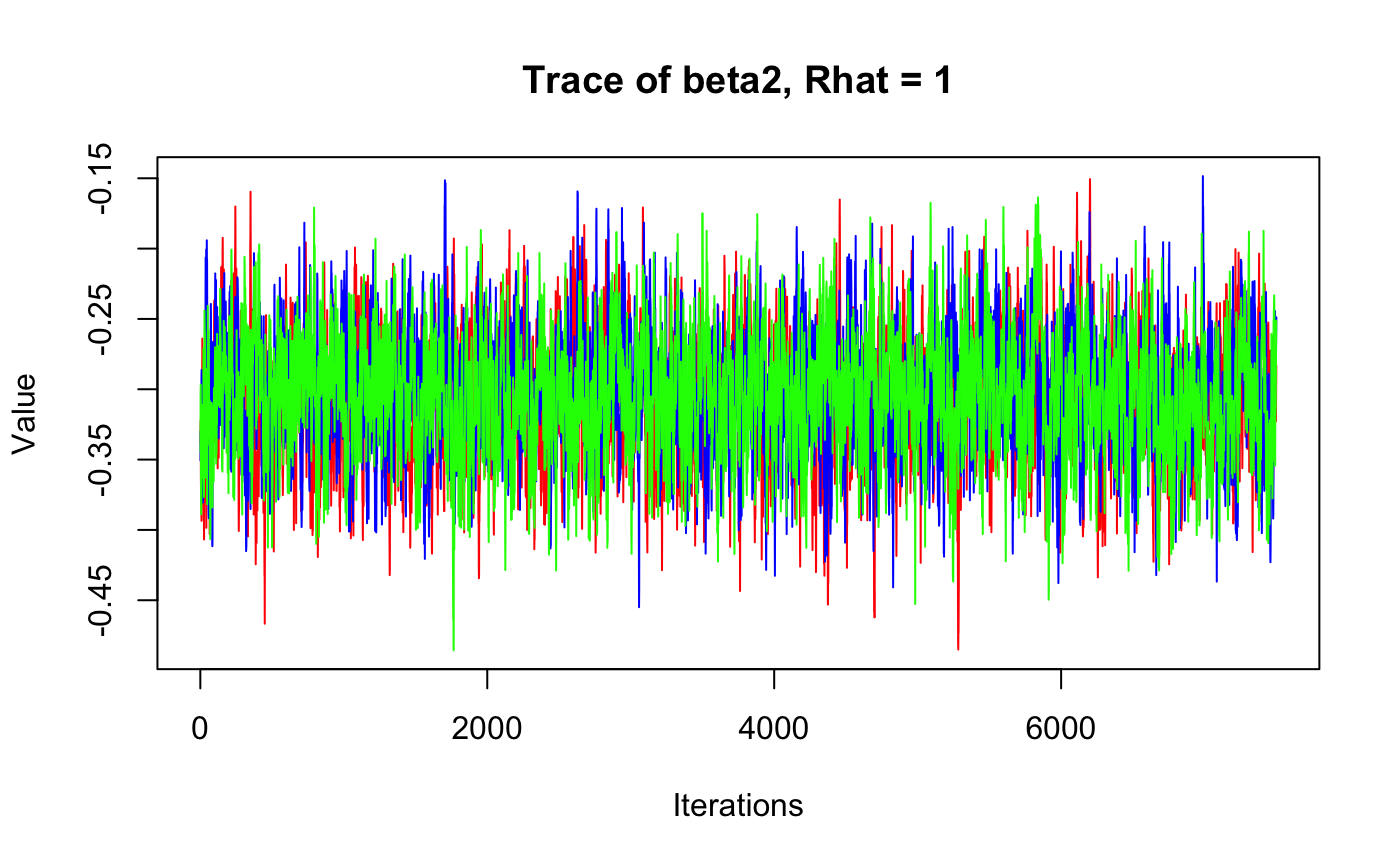 Trace of beta2, Rhat = 1
Value
-0.15
-0.25
-0.35
-0.45
0 2000 4000 6000
Iterations